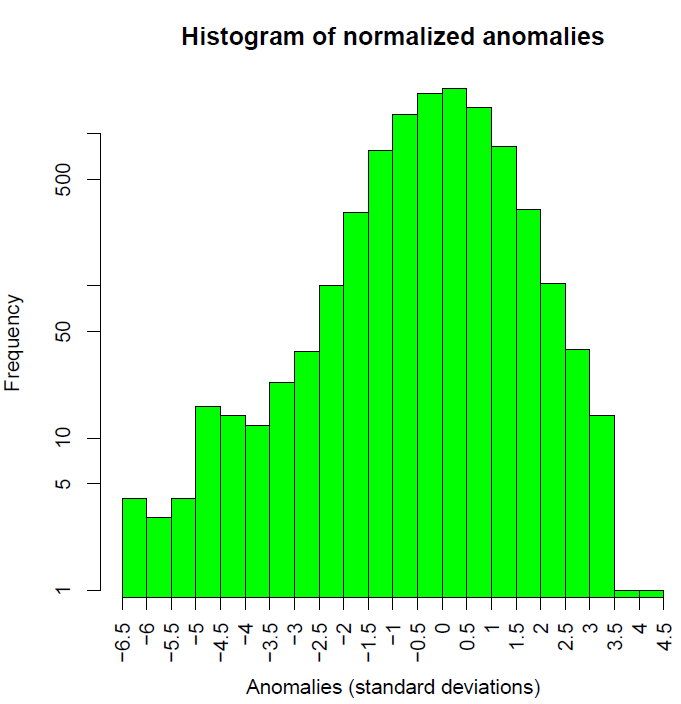 Histogram of normalized anomalies
Frequency
500
50
10
5
1
−6.5 −6 −5.5 −5 −4.5 −4 −3.5 −3 −2.5 −2 −1.5 −1 −0.5 0 0.5 1 1.5 2 2.5 3 3.5 4 4.5
Anomalies (standard deviations)